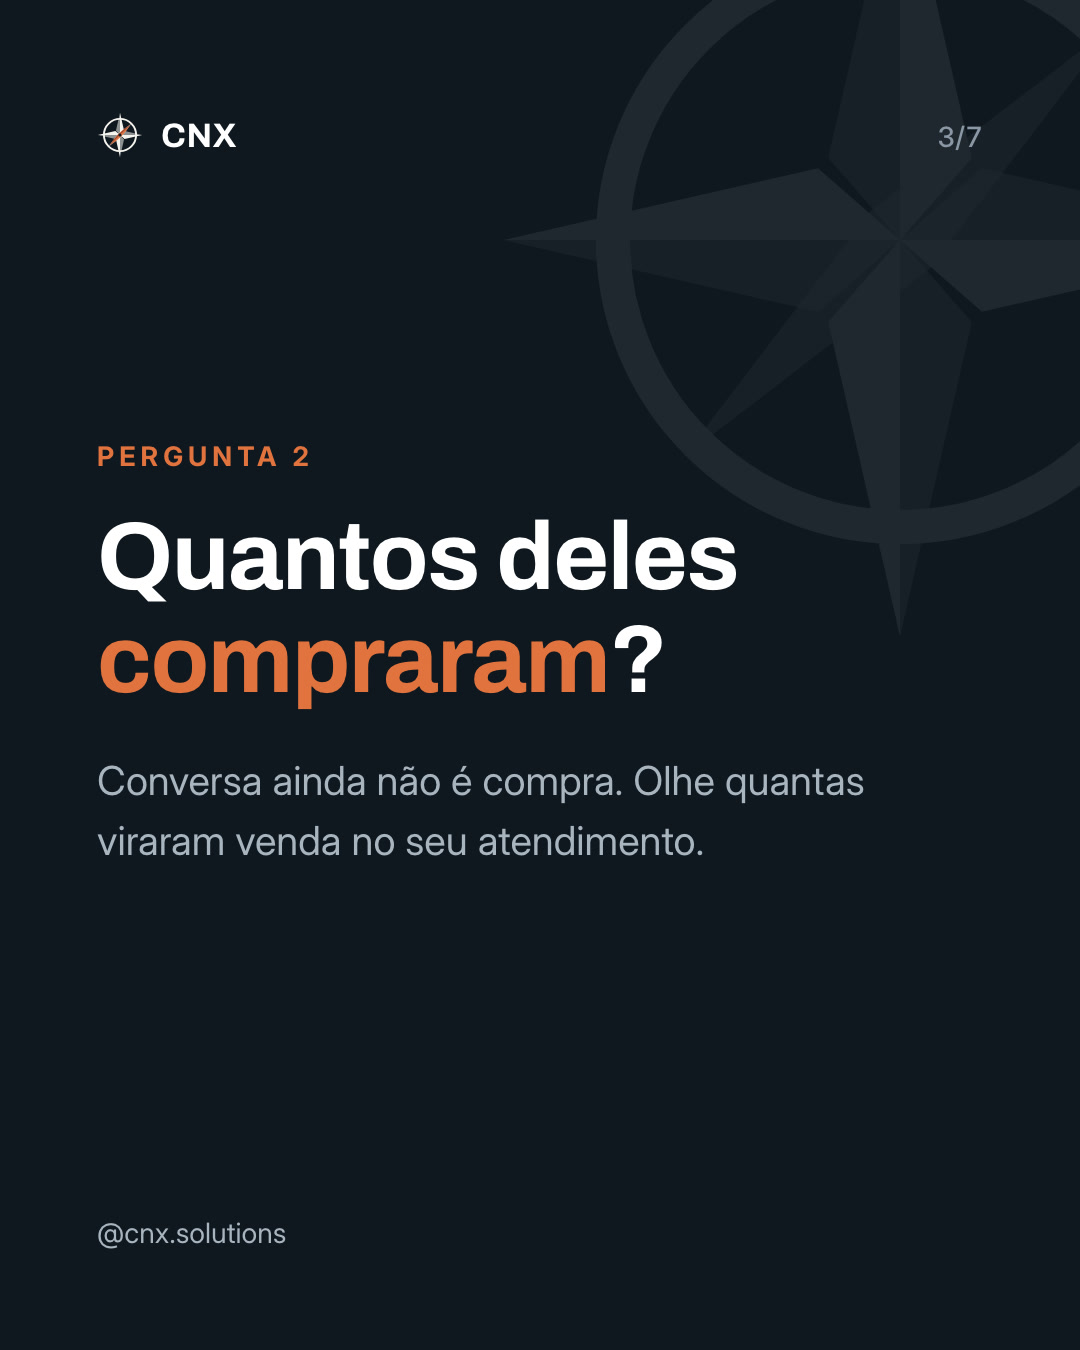 CNX
3/7
PERGUNTA 2
Quantos deles
compraram?
Conversa ainda não é compra. Olhe quantas
viraram venda no seu atendimento.
@cnx.solutions